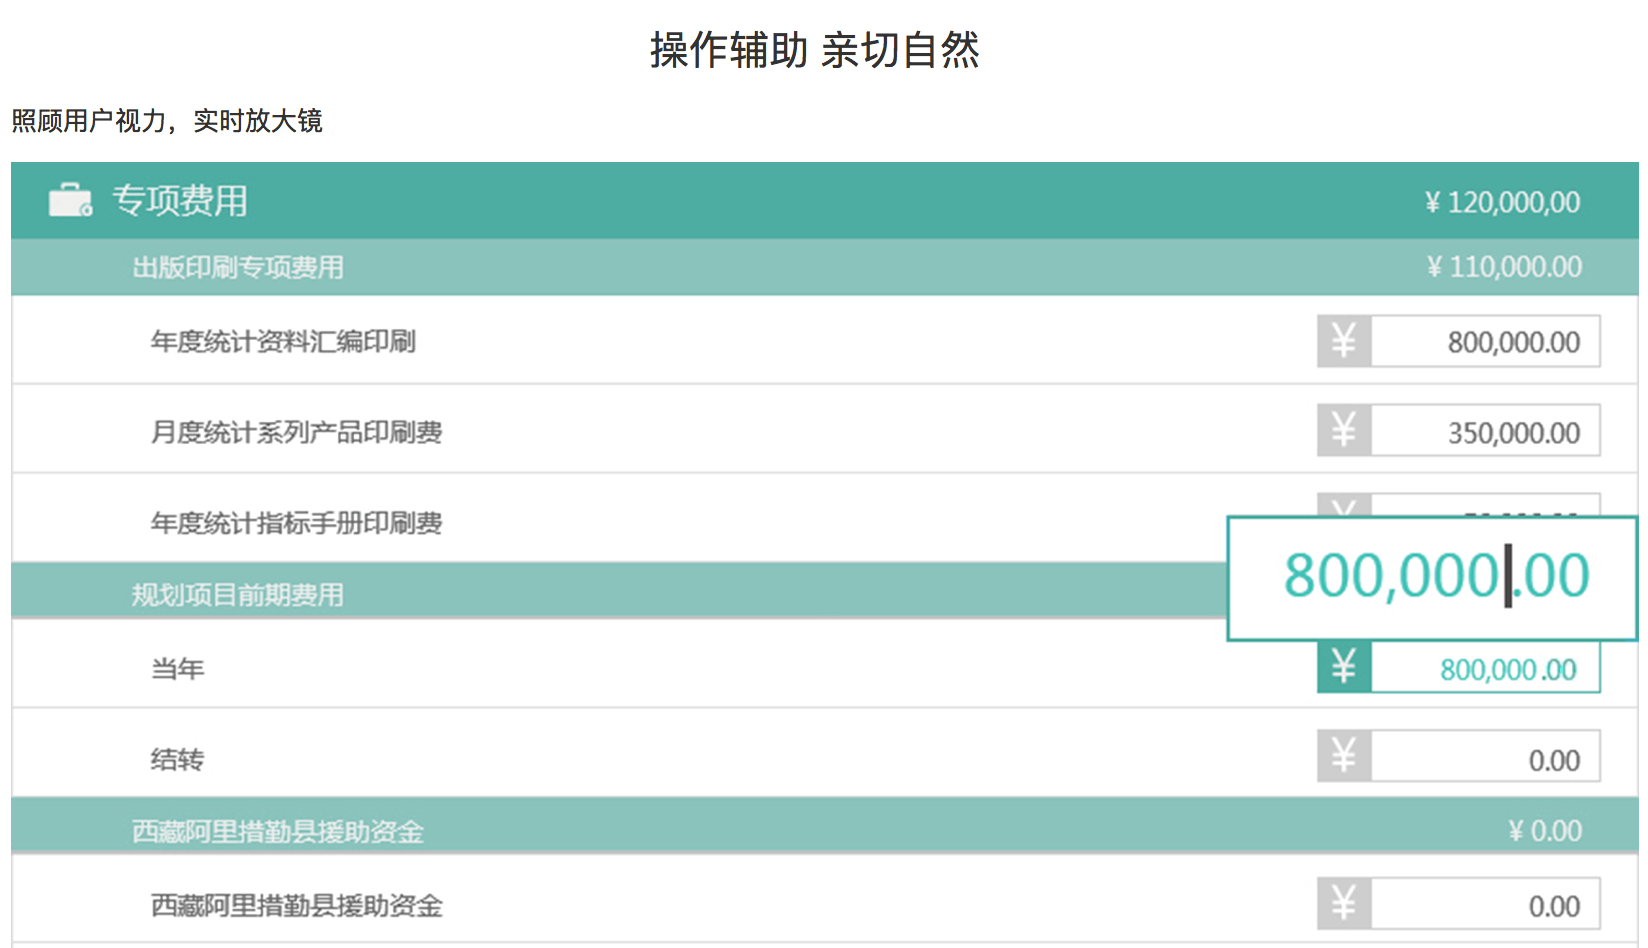 操作辅助 亲切自然
照顾用户视力，实时放大镜
专项费用 ¥ 120,000,00
出版印刷专项费用 ¥ 110,000.00
年度统计资料汇编印刷 ¥ 800,000.00
月度统计系列产品印刷费 ¥ 350,000.00
年度统计指标手册印刷费 ¥
800,000.00
规划项目前期费用
当年 ¥ 800,000.00
结转 ¥ 0.00
西藏阿里措勤县援助资金 ¥ 0.00
西藏阿里措勤县援助资金 ¥ 0.00